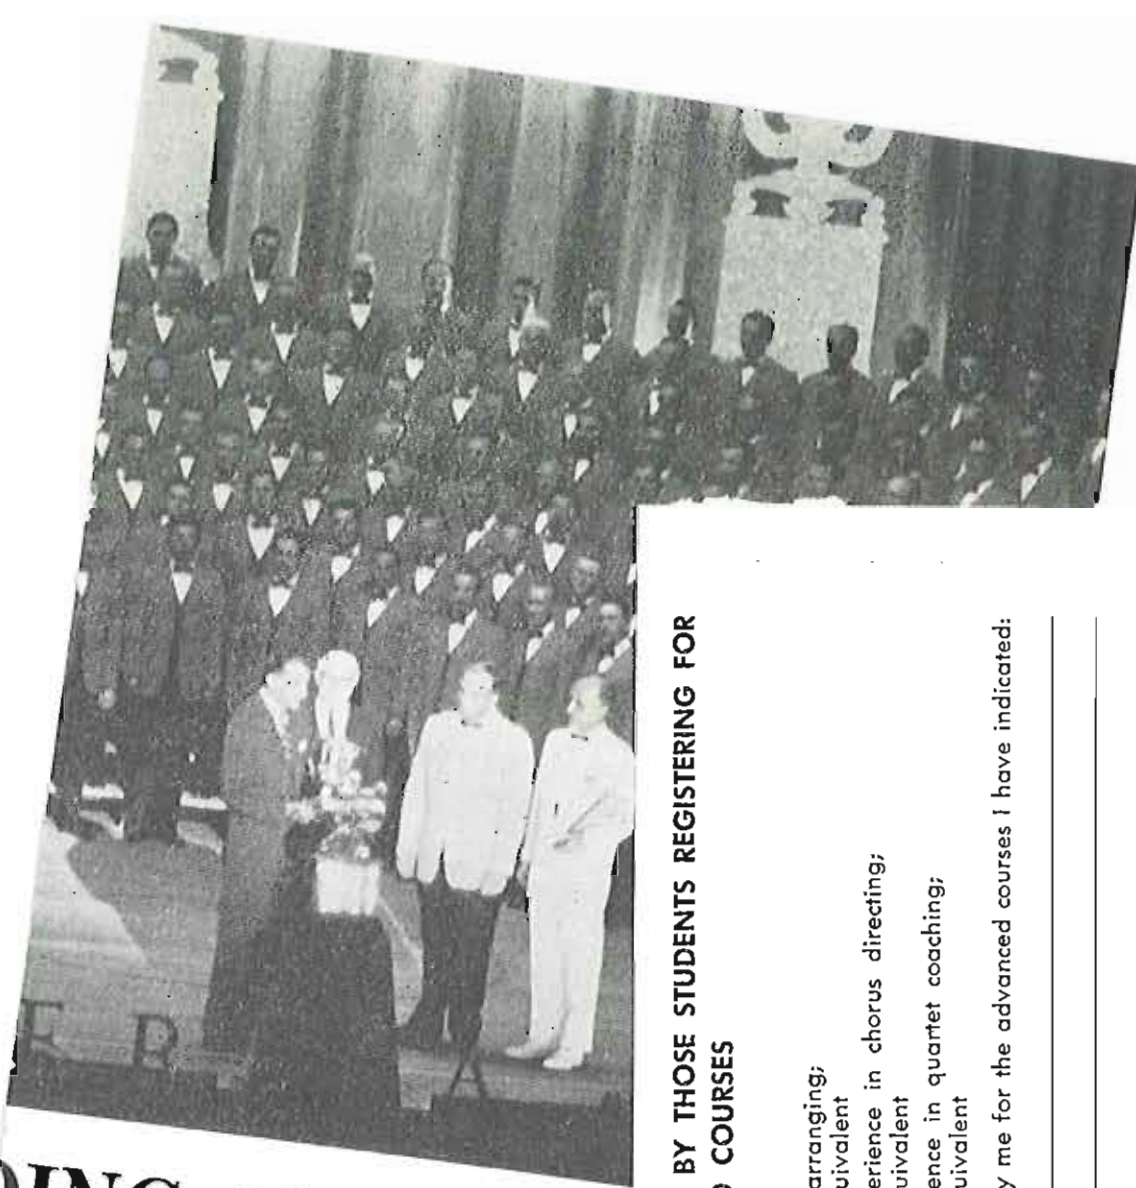 E R A
BY THOSE STUDENTS REGISTERING FOR
COURSES
arranging;
uivalent
erience in chorus directing;
uivalent
ence in quartet coaching;
uivalent
y me for the advanced courses I have indicated: